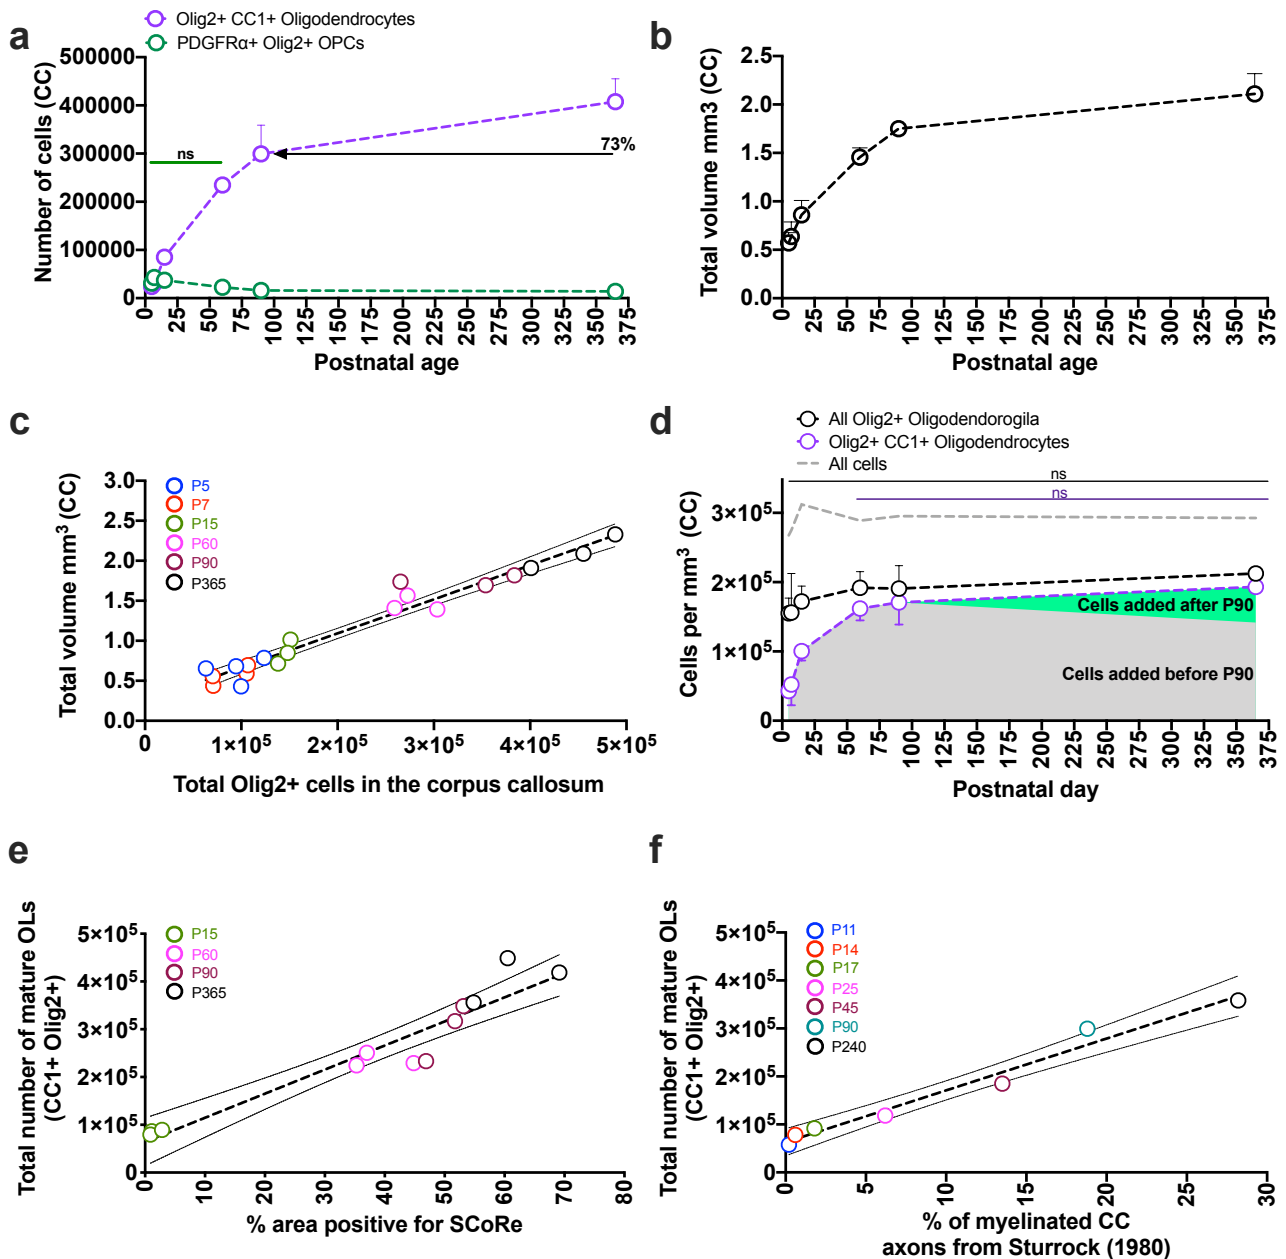 a
Olig2+ CC1+ Oligodendrocytes
PDGFRα+ Olig2+ OPCs
Number of cells (CC)
500000
400000
300000
200000
100000
0
ns
73%
0 25 50 75 100 125 150 175 200 225 250 275 300 325 350 375
Postnatal age
b
Total volume mm3 (CC)
2.5
2.0
1.5
1.0
0.5
0.0
0 25 50 75 100 125 150 175 200 225 250 275 300 325 350 375
Postnatal age
c
Total volume mm³ (CC)
3.0
2.5
2.0
1.5
1.0
0.5
0.0
P5
P7
P15
P60
P90
P365
0 1×10⁵ 2×10⁵ 3×10⁵ 4×10⁵ 5×10⁵
Total Olig2+ cells in the corpus callosum
d
All Olig2+ Oligodendorogila
Olig2+ CC1+ Oligodendrocytes
All cells
ns
ns
Cells per mm³ (CC)
3×10⁵
2×10⁵
1×10⁵
0
Cells added after P90
Cells added before P90
0 25 50 75 100 125 150 175 200 225 250 275 300 325 350 375
Postnatal day
e
Total number of mature OLs
(CC1+ Olig2+)
5×10⁵
4×10⁵
3×10⁵
2×10⁵
1×10⁵
0
P15
P60
P90
P365
0 10 20 30 40 50 60 70 80
% area positive for SCoRe
f
Total number of mature OLs
(CC1+ Olig2+)
5×10⁵
4×10⁵
3×10⁵
2×10⁵
1×10⁵
0
P11
P14
P17
P25
P45
P90
P240
0 5 10 15 20 25 30
% of myelinated CC
axons from Sturrock (1980)